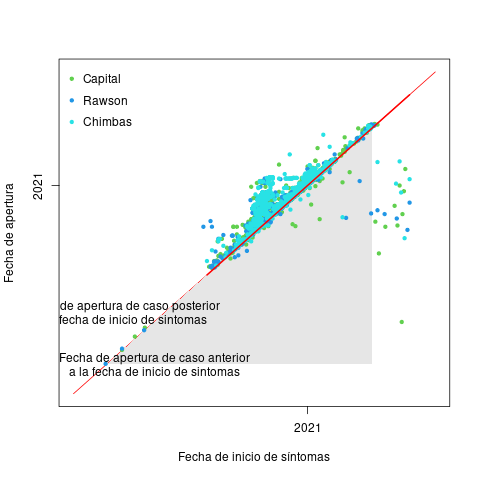 Capital
Rawson
Chimbas
2021
Fecha de apertura
de apertura de caso posterior
fecha de inicio de sintomas
Fecha de apertura de caso anterior
a la fecha de inicio de sintomas
2021
Fecha de inicio de síntomas